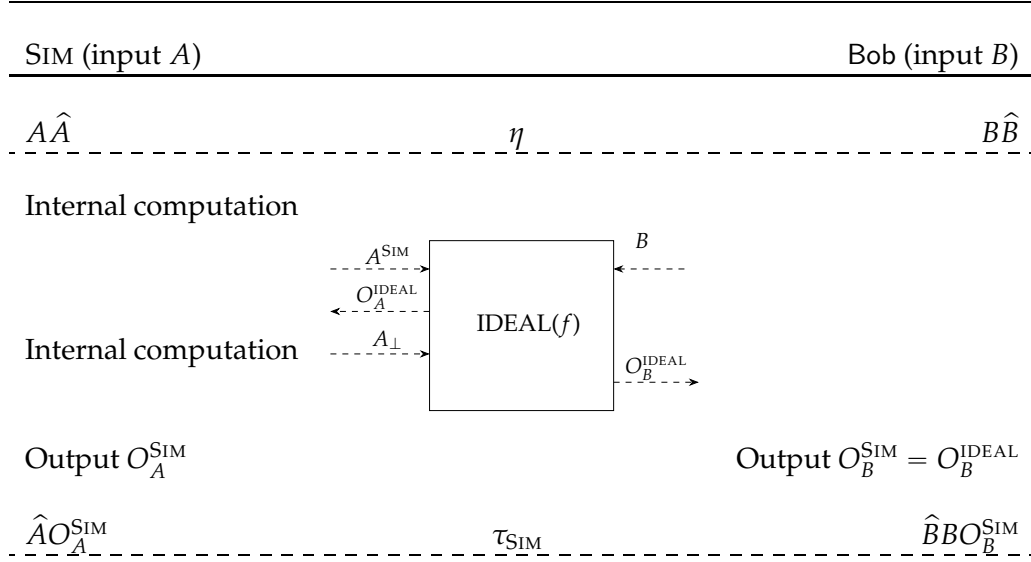 SIM (input A) Bob (input B)
AÂ η BB̂
Internal computation
A^SIM B
O_A^IDEAL
IDEAL(f)
Internal computation A_⊥
O_B^IDEAL
Output O_A^SIM Output O_B^SIM = O_B^IDEAL
ÂO_A^SIM τ_SIM B̂BO_B^SIM